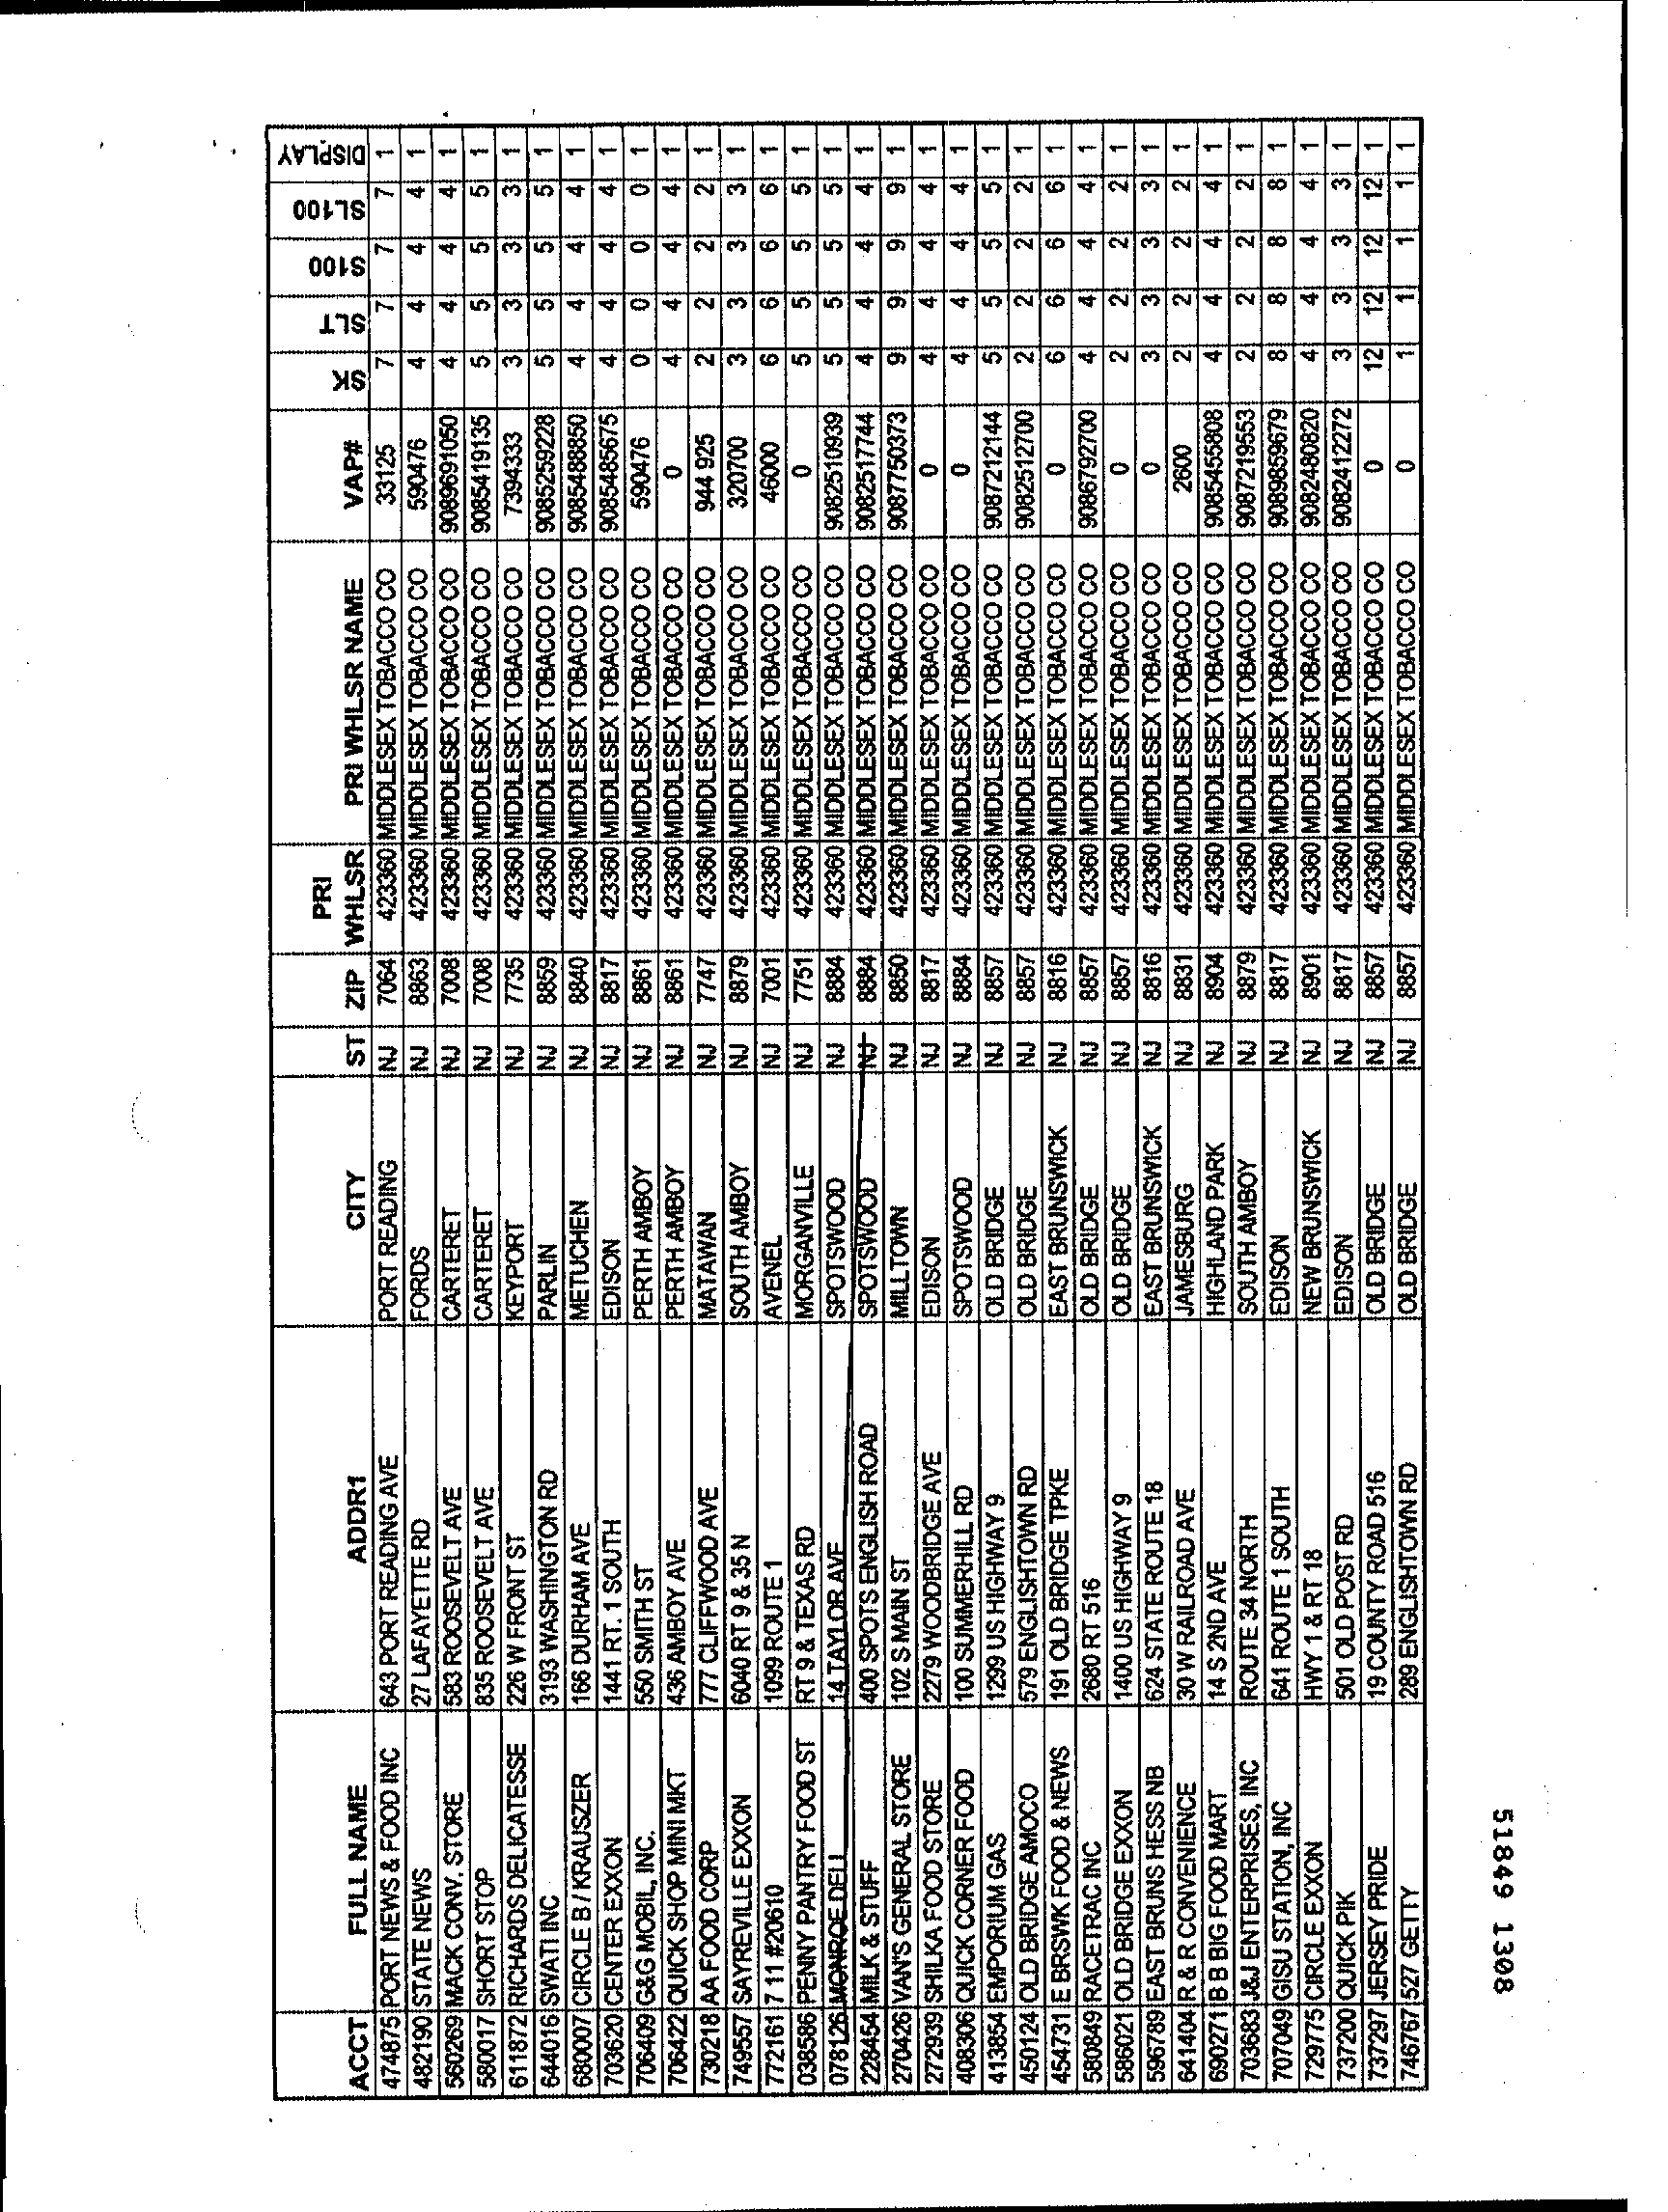 ACCT FULL NAME ADDR1 CITY ST ZIP PRI WHLSR PRI WHLSR NAME VAP# SK SLT S100 SL100 DISPLAY
474875 PORT NEWS & FOOD INC 643 PORT READING AVE PORT READING NJ 7064 423360 MIDDLESEX TOBACCO CO 33125 7 7 7 7 1
482190 STATE NEWS 27 LAFAYETTE RD FORDS NJ 8863 423360 MIDDLESEX TOBACCO CO 590476 4 4 4 4 1
560269 MACK CONV. STORE 583 ROOSEVELT AVE CARTERET NJ 7008 423360 MIDDLESEX TOBACCO CO 9089691050 4 4 4 4 1
580017 SHORT STOP 835 ROOSEVELT AVE CARTERET NJ 7008 423360 MIDDLESEX TOBACCO CO 9085419135 5 5 5 5 1
611872 RICHARDS DELICATESSE 226 W FRONT ST KEYPORT NJ 7735 423360 MIDDLESEX TOBACCO CO 7394333 3 3 3 3 1
644016 SWATI INC 3193 WASHINGTON RD PARLIN NJ 8859 423360 MIDDLESEX TOBACCO CO 9085259228 5 5 5 5 1
680007 CIRCLE B / KRAUSZER 166 DURHAM AVE METUCHEN NJ 8840 423360 MIDDLESEX TOBACCO CO 9085488850 4 4 4 4 1
703620 CENTER EXXON 1441 RT. 1 SOUTH EDISON NJ 8817 423360 MIDDLESEX TOBACCO CO 9085485675 4 4 4 4 1
706409 G&G MOBIL, INC. 550 SMITH ST PERTH AMBOY NJ 8861 423360 MIDDLESEX TOBACCO CO 590476 0 0 0 0 1
706422 QUICK SHOP MINI MKT 436 AMBOY AVE PERTH AMBOY NJ 8861 423360 MIDDLESEX TOBACCO CO 0 4 4 4 4 1
730218 AA FOOD CORP 777 CLIFFWOOD AVE MATAWAN NJ 7747 423360 MIDDLESEX TOBACCO CO 944 925 2 2 2 2 1
749557 SAYREVILLE EXXON 6040 RT 9 & 35 N SOUTH AMBOY NJ 8879 423360 MIDDLESEX TOBACCO CO 320700 3 3 3 3 1
772161 7 11 #20610 1099 ROUTE 1 AVENEL NJ 7001 423360 MIDDLESEX TOBACCO CO 46000 6 6 6 6 1
038586 PENNY PANTRY FOOD ST RT 9 & TEXAS RD MORGANVILLE NJ 7751 423360 MIDDLESEX TOBACCO CO 0 5 5 5 5 1
078126 MONROE DELI 14 TAYLOR AVE SPOTSWOOD NJ 8884 423360 MIDDLESEX TOBACCO CO 9082510939 5 5 5 5 1
228454 MILK & STUFF 400 SPOTS ENGLISH ROAD SPOTSWOOD NJ 8884 423360 MIDDLESEX TOBACCO CO 9082517744 4 4 4 4 1
270426 VAN'S GENERAL STORE 102 S MAIN ST MILLTOWN NJ 8850 423360 MIDDLESEX TOBACCO CO 9087750373 9 9 9 9 1
272939 SHILKA FOOD STORE 2279 WOODBRIDGE AVE EDISON NJ 8817 423360 MIDDLESEX TOBACCO CO 0 4 4 4 4 1
408306 QUICK CORNER FOOD 100 SUMMERHILL RD SPOTSWOOD NJ 8884 423360 MIDDLESEX TOBACCO CO 0 4 4 4 4 1
413854 EMPORIUM GAS 1299 US HIGHWAY 9 OLD BRIDGE NJ 8857 423360 MIDDLESEX TOBACCO CO 9087212144 5 5 5 5 1
450124 OLD BRIDGE AMOCO 579 ENGLISHTOWN RD OLD BRIDGE NJ 8857 423360 MIDDLESEX TOBACCO CO 9082512700 2 2 2 2 1
454731 E BRSWK FOOD & NEWS 191 OLD BRIDGE TPKE EAST BRUNSWICK NJ 8816 423360 MIDDLESEX TOBACCO CO 0 6 6 6 6 1
580849 RACETRAC INC 2680 RT 516 OLD BRIDGE NJ 8857 423360 MIDDLESEX TOBACCO CO 9086792700 4 4 4 4 1
586021 OLD BRIDGE EXXON 1400 US HIGHWAY 9 OLD BRIDGE NJ 8857 423360 MIDDLESEX TOBACCO CO 0 2 2 2 2 1
596789 EAST BRUNS HESS NB 624 STATE ROUTE 18 EAST BRUNSWICK NJ 8816 423360 MIDDLESEX TOBACCO CO 0 3 3 3 3 1
641404 R & R CONVENIENCE 30 W RAILROAD AVE JAMESBURG NJ 8831 423360 MIDDLESEX TOBACCO CO 2600 2 2 2 2 1
690271 B B BIG FOOD MART 14 S 2ND AVE HIGHLAND PARK NJ 8904 423360 MIDDLESEX TOBACCO CO 9085455808 4 4 4 4 1
703683 J&J ENTERPRISES, INC ROUTE 34 NORTH SOUTH AMBOY NJ 8879 423360 MIDDLESEX TOBACCO CO 9087219553 2 2 2 2 1
707049 GISU STATION, INC 641 ROUTE 1 SOUTH EDISON NJ 8817 423360 MIDDLESEX TOBACCO CO 9089859679 8 8 8 8 1
729775 CIRCLE EXXON HWY 1 & RT 18 NEW BRUNSWICK NJ 8901 423360 MIDDLESEX TOBACCO CO 9082480820 4 4 4 4 1
737200 QUICK PIK 501 OLD POST RD EDISON NJ 8817 423360 MIDDLESEX TOBACCO CO 9082412272 3 3 3 3 1
737297 JERSEY PRIDE 19 COUNTY ROAD 516 OLD BRIDGE NJ 8857 423360 MIDDLESEX TOBACCO CO 0 12 12 12 12 1
746767 527 GETTY 289 ENGLISHTOWN RD OLD BRIDGE NJ 8857 423360 MIDDLESEX TOBACCO CO 0 1 1 1 1 1
51849 1308